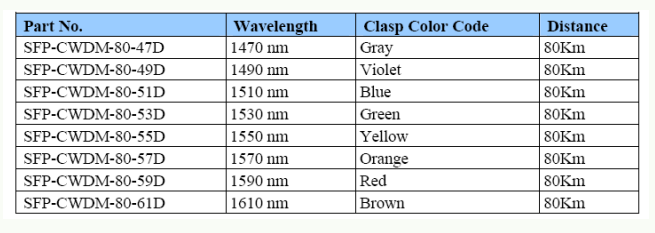 Part No. Wavelength Clasp Color Code Distance
SFP-CWDM-80-47D 1470 nm Gray 80Km
SFP-CWDM-80-49D 1490 nm Violet 80Km
SFP-CWDM-80-51D 1510 nm Blue 80Km
SFP-CWDM-80-53D 1530 nm Green 80Km
SFP-CWDM-80-55D 1550 nm Yellow 80Km
SFP-CWDM-80-57D 1570 nm Orange 80Km
SFP-CWDM-80-59D 1590 nm Red 80Km
SFP-CWDM-80-61D 1610 nm Brown 80Km